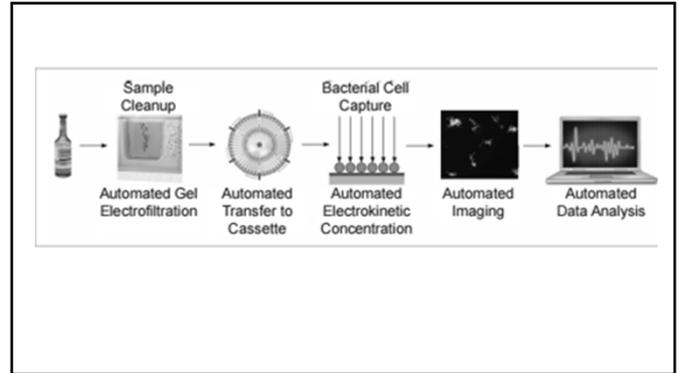 Sample
Cleanup
Bacterial Cell
Capture
Automated Gel
Electrofiltration
Automated
Transfer to
Cassette
Automated
Electrokinetic
Concentration
Automated
Imaging
Automated
Data Analysis